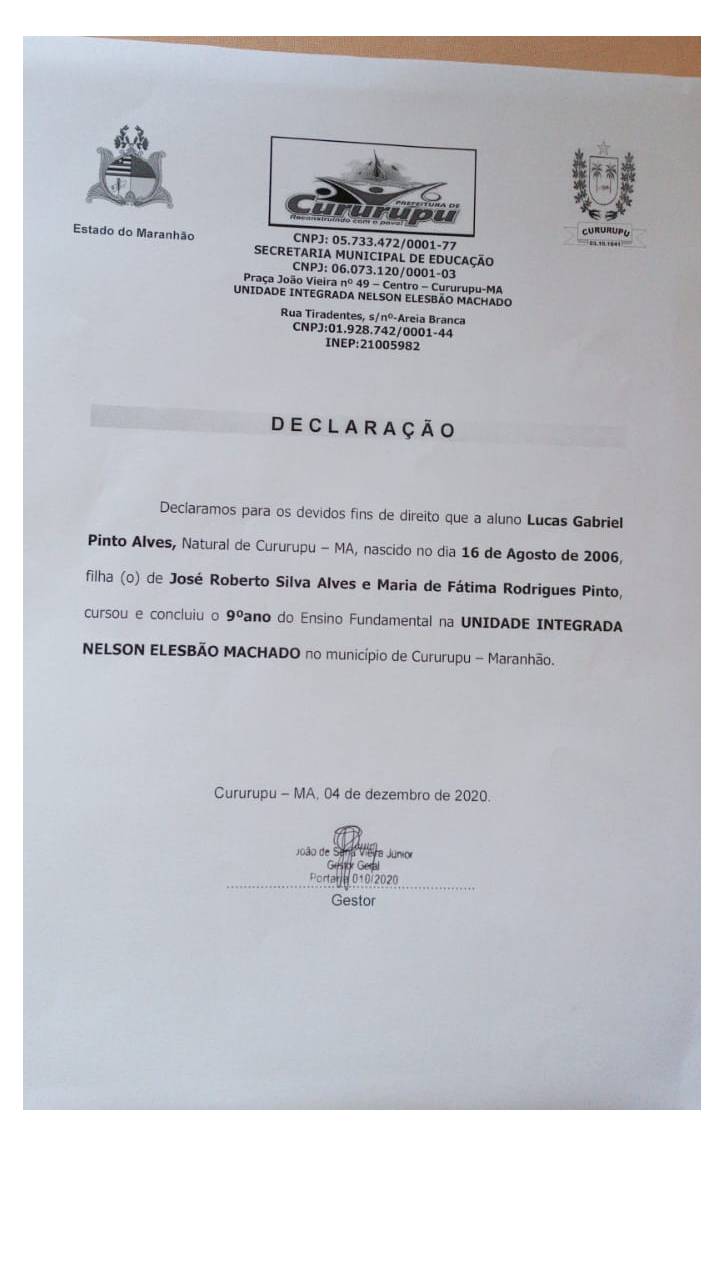 Estado do Maranhão
PREFEITURA DE
Cururupu
Reconstruindo com o povo!
CURURUPU
03.10.1841
CNPJ: 05.733.472/0001-77
SECRETARIA MUNICIPAL DE EDUCAÇÃO
CNPJ: 06.073.120/0001-03
Praça João Vieira nº 49 – Centro – Cururupu-MA
UNIDADE INTEGRADA NELSON ELESBÃO MACHADO
Rua Tiradentes, s/nº-Areia Branca
CNPJ:01.928.742/0001-44
INEP:21005982
DECLARAÇÃO
Declaramos para os devidos fins de direito que a aluno Lucas Gabriel
Pinto Alves, Natural de Cururupu – MA, nascido no dia 16 de Agosto de 2006,
filha (o) de José Roberto Silva Alves e Maria de Fátima Rodrigues Pinto,
cursou e concluiu o 9ºano do Ensino Fundamental na UNIDADE INTEGRADA
NELSON ELESBÃO MACHADO no município de Cururupu – Maranhão.
Cururupu – MA, 04 de dezembro de 2020.
João de Vieira Júnior
Gestor Geral
Portaria 010/2020
Gestor